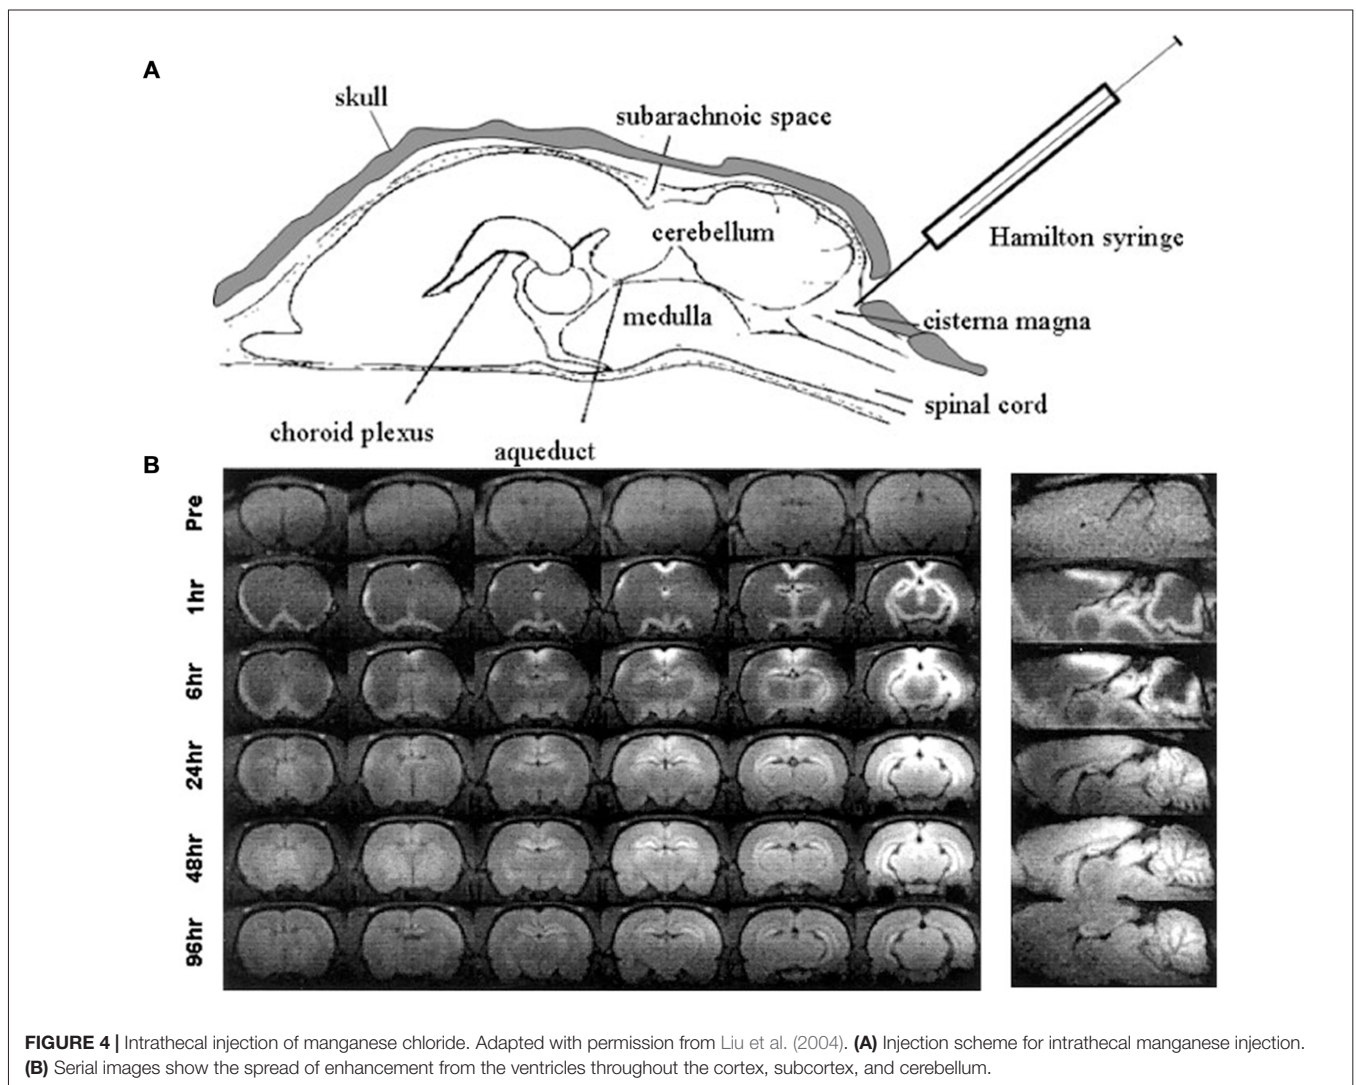 A
skull
subarachnoic space
cerebellum
Hamilton syringe
medulla
cisterna magna
spinal cord
choroid plexus
aqueduct
B
Pre
1hr
6hr
24hr
48hr
96hr
FIGURE 4 | Intrathecal injection of manganese chloride. Adapted with permission from Liu et al. (2004). (A) Injection scheme for intrathecal manganese injection.
(B) Serial images show the spread of enhancement from the ventricles throughout the cortex, subcortex, and cerebellum.